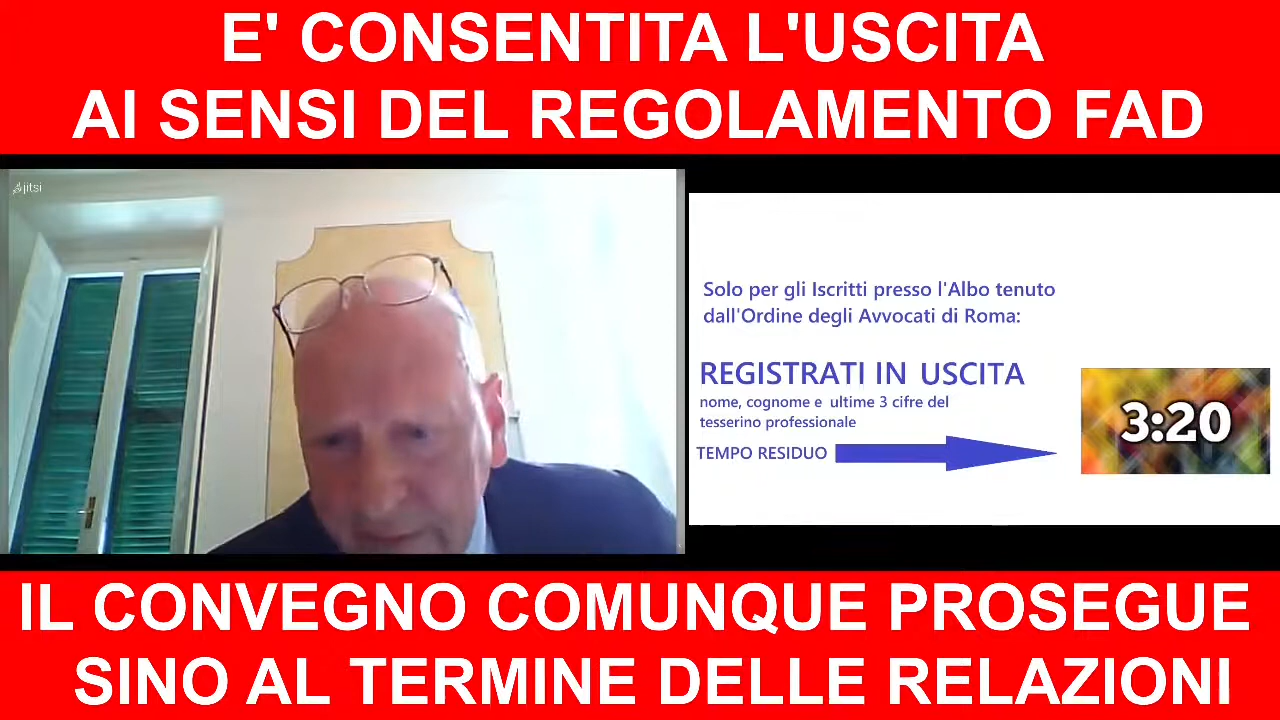 E' CONSENTITA L'USCITA
AI SENSI DEL REGOLAMENTO FAD
jitsi
Solo per gli Iscritti presso l'Albo tenuto
dall'Ordine degli Avvocati di Roma:
REGISTRATI IN USCITA
nome, cognome e ultime 3 cifre del
tesserino professionale
TEMPO RESIDUO
3:20
IL CONVEGNO COMUNQUE PROSEGUE
SINO AL TERMINE DELLE RELAZIONI